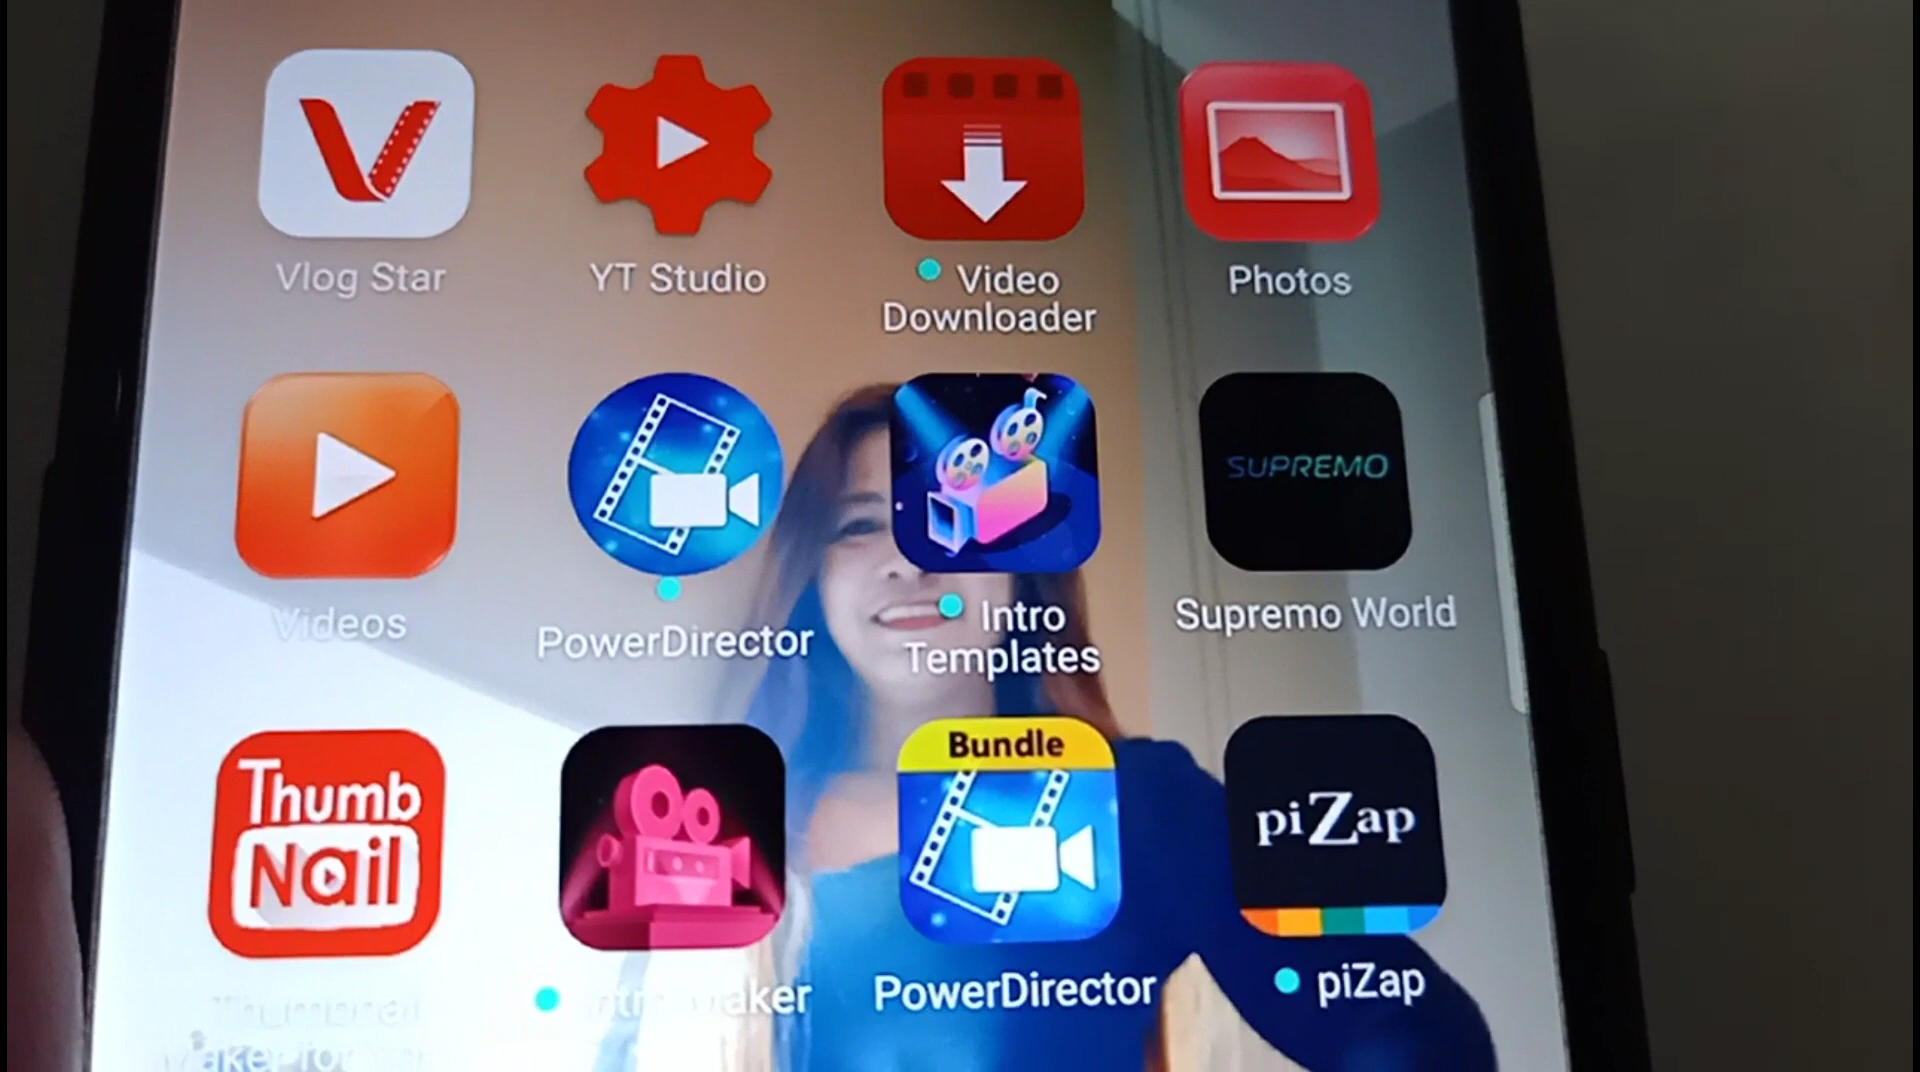 Vlog Star
YT Studio
Video
Downloader
Photos
SUPREMO
Videos
PowerDirector
Intro
Templates
Supremo World
Thumb
Nail
Bundle
piZap
PowerDirector
piZap